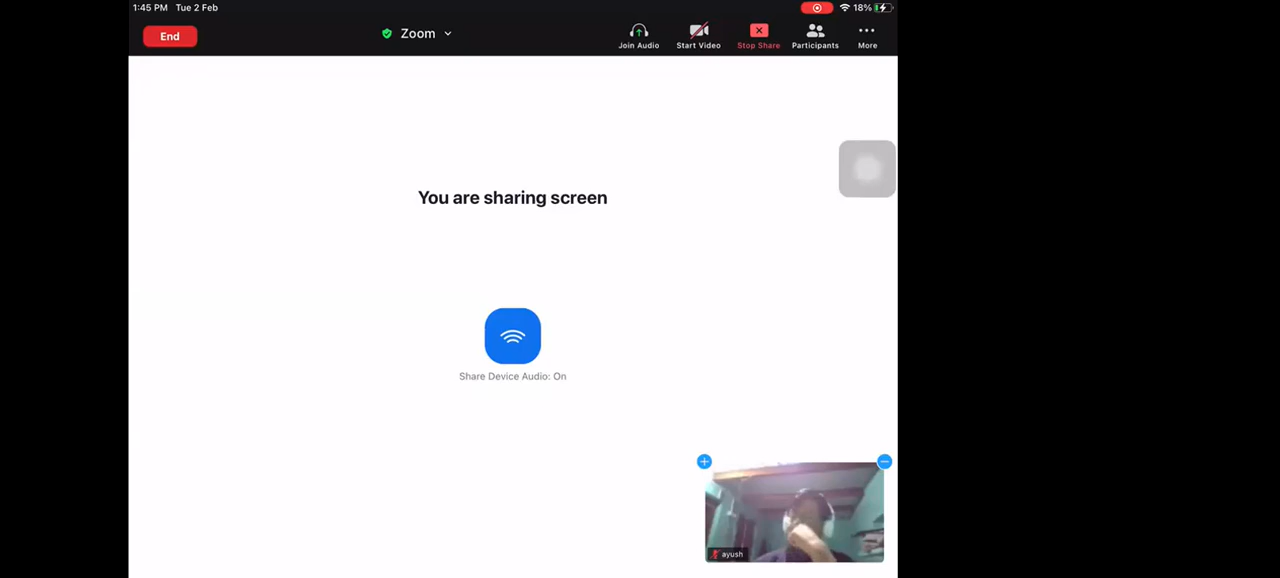 1:45 PM Tue 2 Feb
18%
End
Zoom
Join Audio
Start Video
Stop Share
Participants
More
You are sharing screen
Share Device Audio: On
ayush